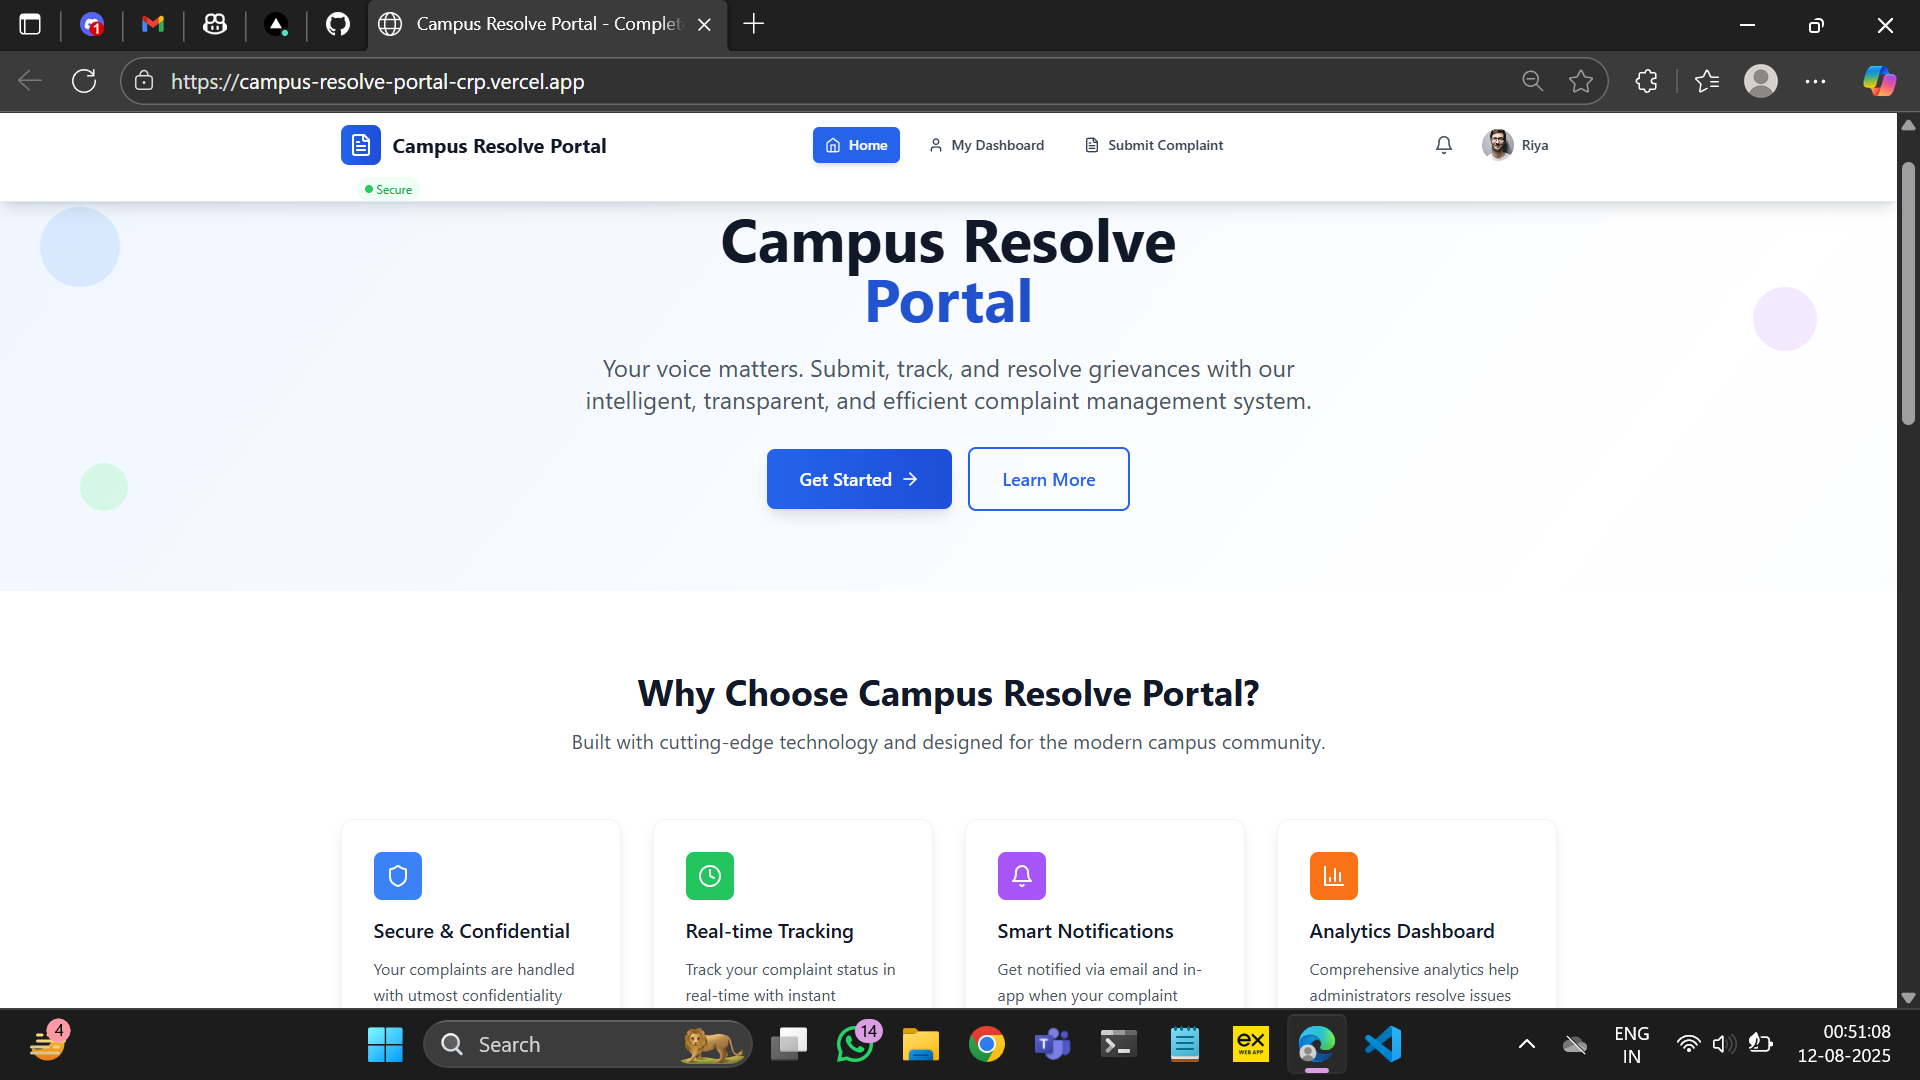 1
Campus Resolve Portal - Complet
https://campus-resolve-portal-crp.vercel.app
Campus Resolve Portal
Home
My Dashboard
Submit Complaint
Riya
Secure
Campus Resolve
Portal
Your voice matters. Submit, track, and resolve grievances with our
intelligent, transparent, and efficient complaint management system.
Get Started
Learn More
Why Choose Campus Resolve Portal?
Built with cutting-edge technology and designed for the modern campus community.
Secure & Confidential
Your complaints are handled
with utmost confidentiality
Real-time Tracking
Track your complaint status in
real-time with instant
Smart Notifications
Get notified via email and in-
app when your complaint
Analytics Dashboard
Comprehensive analytics help
administrators resolve issues
4
Search
14
T
ex
WEB APP
ENG
IN
00:51:08
12-08-2025